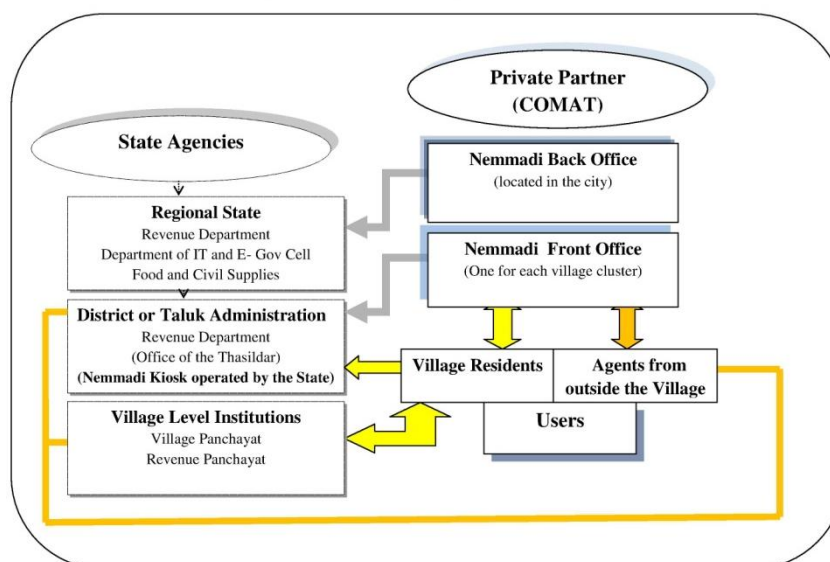 Private Partner
(COMAT)
State Agencies
Nemmadi Back Office
(located in the city)
Regional State
Revenue Department
Department of IT and E- Gov Cell
Food and Civil Supplies
Nemmadi Front Office
(One for each village cluster)
District or Taluk Administration
Revenue Department
(Office of the Thasildar)
(Nemmadi Kiosk operated by the State)
Village Residents
Agents from
outside the Village
Users
Village Level Institutions
Village Panchayat
Revenue Panchayat